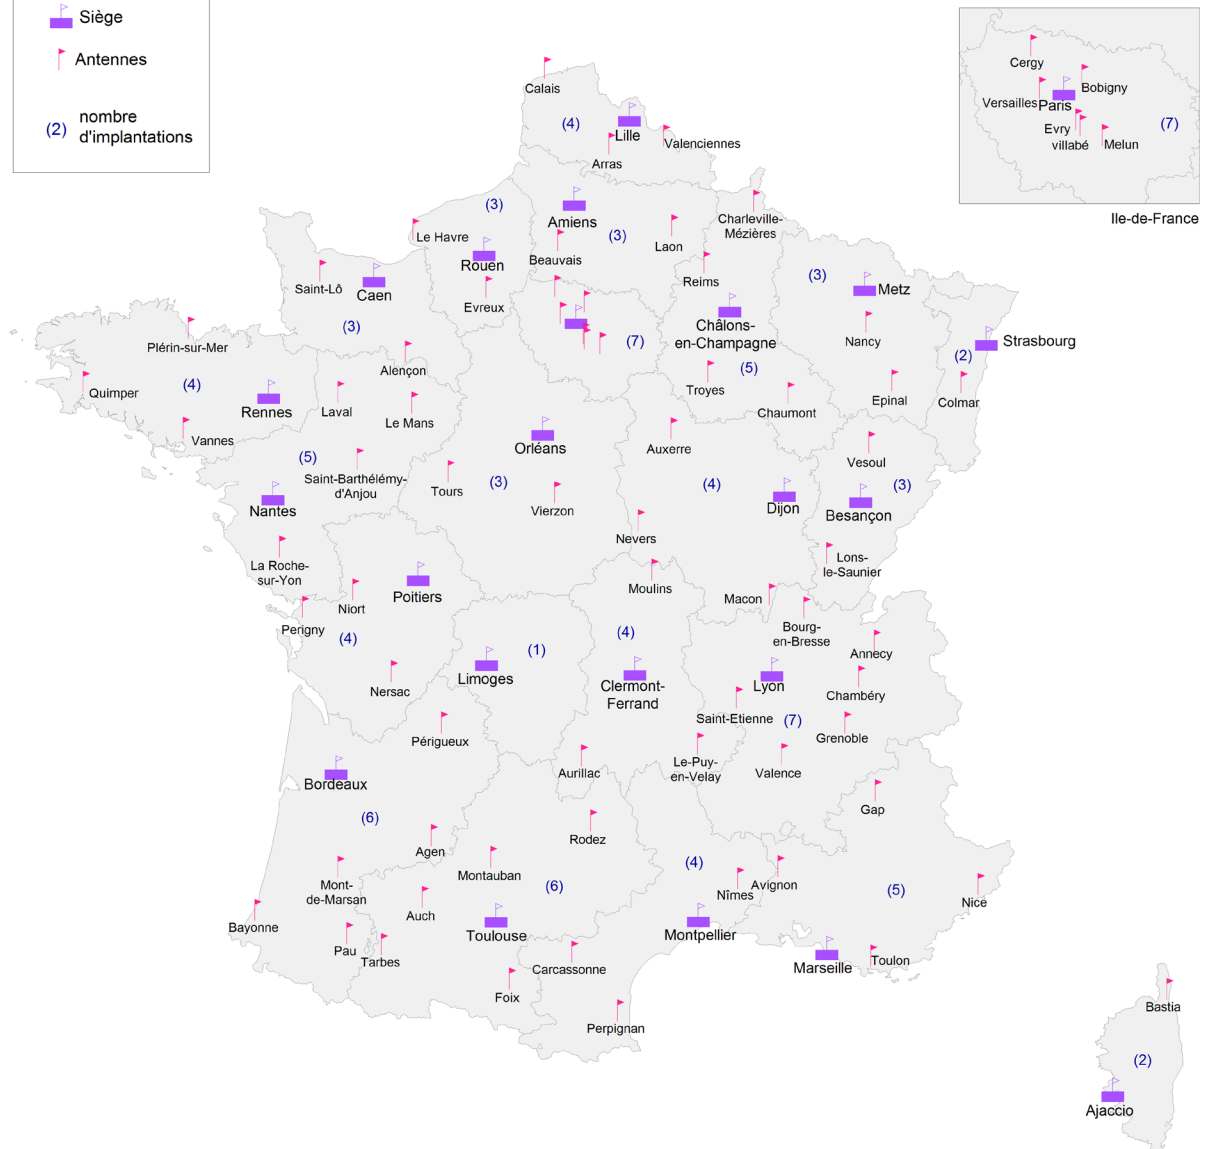 Siège
Antennes
(2)
nombre
d'implantations
Cergy
Bobigny
Versailles
Paris
Evry
villabé
Melun
(7)
Ile-de-France
Calais
(4)
Lille
Valenciennes
Arras
(3)
Amiens
Charleville-
Mézières
Le Havre
(3)
Laon
Beauvais
Rouen
Reims
(3)
Metz
Saint-Lô
Caen
Evreux
Châlons-
en-Champagne
Nancy
Strasbourg
(3)
(7)
(2)
Plérin-sur-Mer
Alençon
(5)
Quimper
(4)
Rennes
Laval
Le Mans
Troyes
Chaumont
Epinal
Colmar
Vannes
Orléans
Auxerre
(5)
Vesoul
Saint-Barthélémy-
d'Anjou
Tours
(3)
(4)
(3)
Nantes
Vierzon
Dijon
Besançon
Nevers
La Roche-
sur-Yon
Lons-
le-Saunier
Moulins
Niort
Poitiers
Macon
Perigny
(4)
(4)
Bourg-
en-Bresse
(1)
Annecy
Limoges
Clermont-
Ferrand
Lyon
Nersac
Chambéry
Saint-Etienne
(7)
Périgueux
Grenoble
Le-Puy-
en-Velay
Aurillac
Valence
Bordeaux
Gap
(6)
Rodez
Agen
Montauban
(4)
Mont-
de-Marsan
(6)
Nîmes
Avignon
(5)
Nice
Auch
Bayonne
Toulouse
Montpellier
Pau
Tarbes
Carcassonne
Marseille
Toulon
Foix
Perpignan
Bastia
(2)
Ajaccio